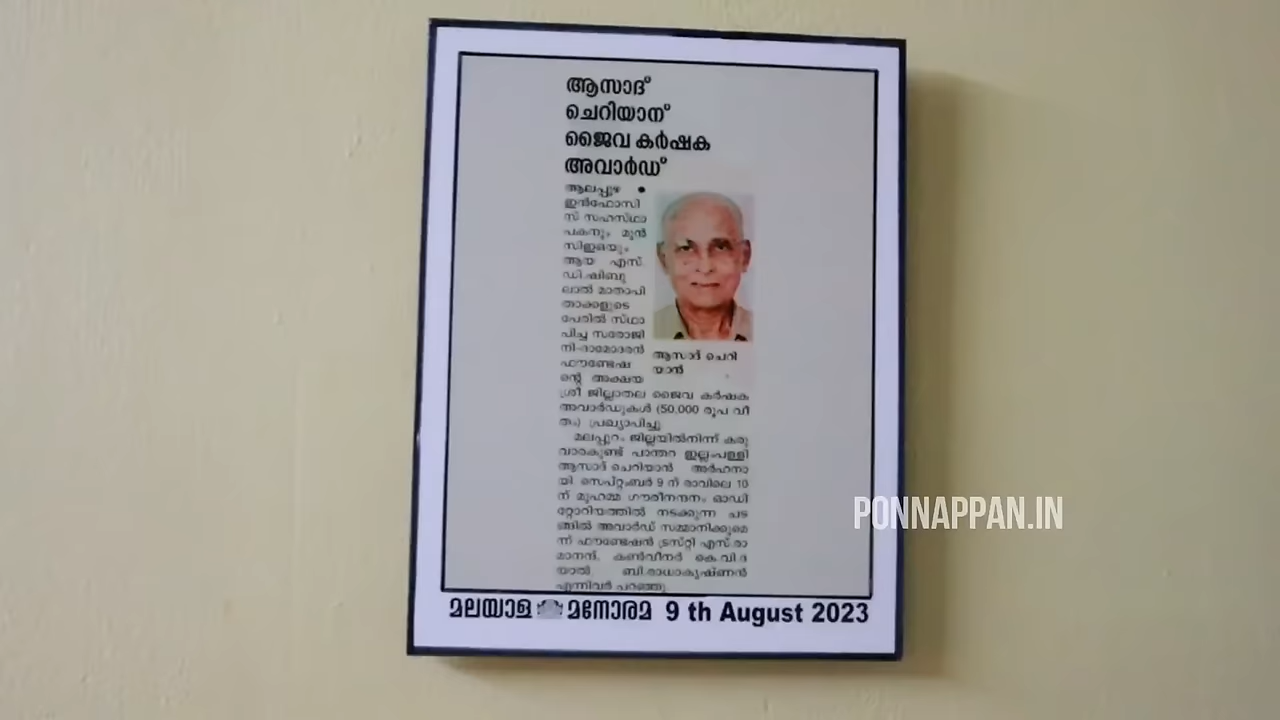 ആസാദ്
ചെറിയാന്
ജൈവ കർഷക
അവാർഡ്
ആലപ്പുഴ •
ഇൻഫോസി
സ് സഹസ്ഥാ
പകനും മുൻ
സിഇഒയും
ആയ എസ്.
ഡി.ഷിബു
ലാൽ മാതാപി
താക്കളുടെ
പേരിൽ സ്ഥാ
പിച്ച സരോജി
നി-ദാമോദരൻ
ഫൗണ്ടേഷ
ന്റെ അക്ഷയ
ആസാദ് ചെറി
യാൻ
ശ്രീ ജില്ലാതല ജൈവ കർഷക
അവാർഡുകൾ (50,000 രൂപ വീ
തം) പ്രഖ്യാപിച്ചു.
മലപ്പുറം ജില്ലയിൽനിന്ന് കരു
വാരകുണ്ട് പാന്തറ ഇല്ലംപള്ളി
ആസാദ് ചെറിയാൻ അർഹനാ
യി. സെപ്റ്റംബർ 9 ന് രാവിലെ 10
ന് മുഹമ്മ ഗൗരീനന്ദനം ഓഡി
റ്റോറിയത്തിൽ നടക്കുന്ന ചട
ങ്ങിൽ അവാർഡ് സമ്മാനിക്കുമെ
ന്ന് ഫൗണ്ടേഷൻ ട്രസ്റ്റി എസ്.രാ
മാനന്ദ്, കൺവീനർ കെ.വി.ദ
യാൽ, ബി.രാധാകൃഷ്ണൻ
എന്നിവർ പറഞ്ഞു.
മലയാള മനോരമ 9 th August 2023
PONNAPPAN.IN